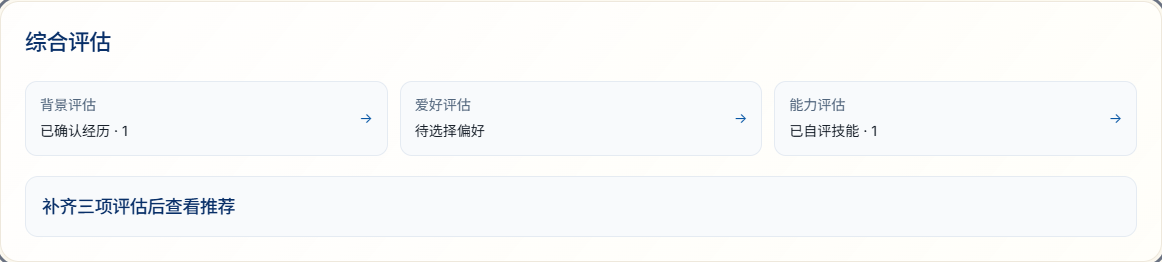 综合评估
背景评估
已确认经历 · 1
→
爱好评估
待选择偏好
→
能力评估
已自评技能 · 1
→
补齐三项评估后查看推荐